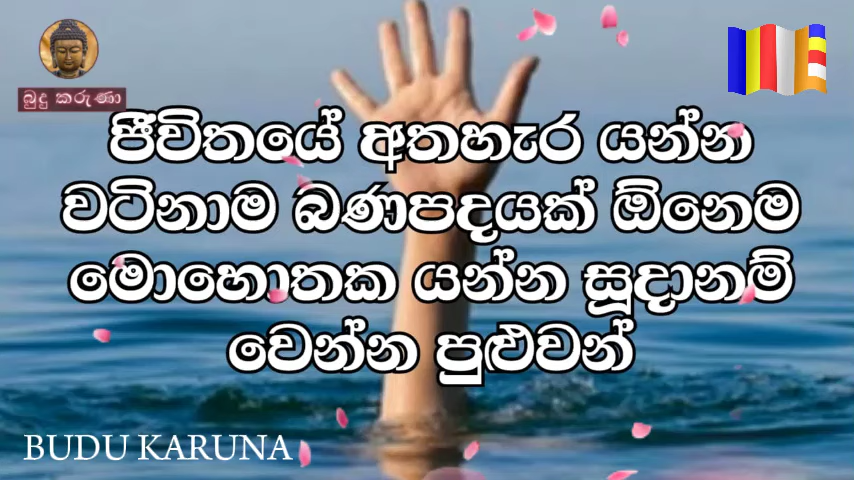 බුදු කරුණා
ජීවිතයේ අතහැර යන්න
වටිනාම බණපදයක් ඕනෙම
මොහොතක යන්න සූදානම්
වෙන්න පුළුවන්
BUDU KARUNA